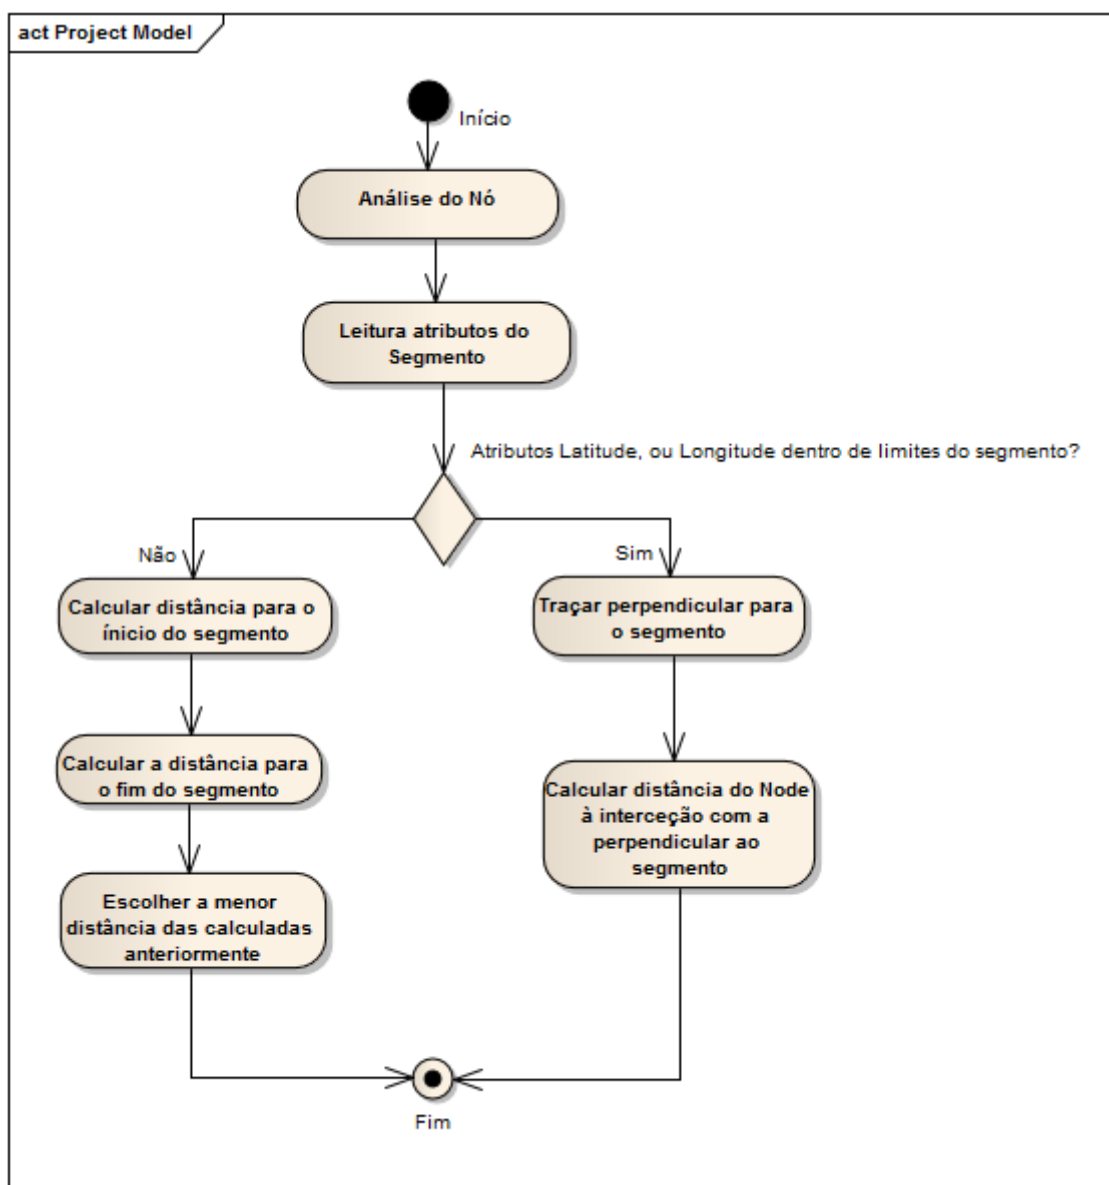 act Project Model
Início
Análise do Nó
Leitura atributos do
Segmento
Atributos Latitude, ou Longitude dentro de limites do segmento?
Não
Sim
Calcular distância para o
ínicio do segmento
Traçar perpendicular para
o segmento
Calcular a distância para
o fim do segmento
Calcular distância do Node
à interceção com a
perpendicular ao
segmento
Escolher a menor
distância das calculadas
anteriormente
Fim